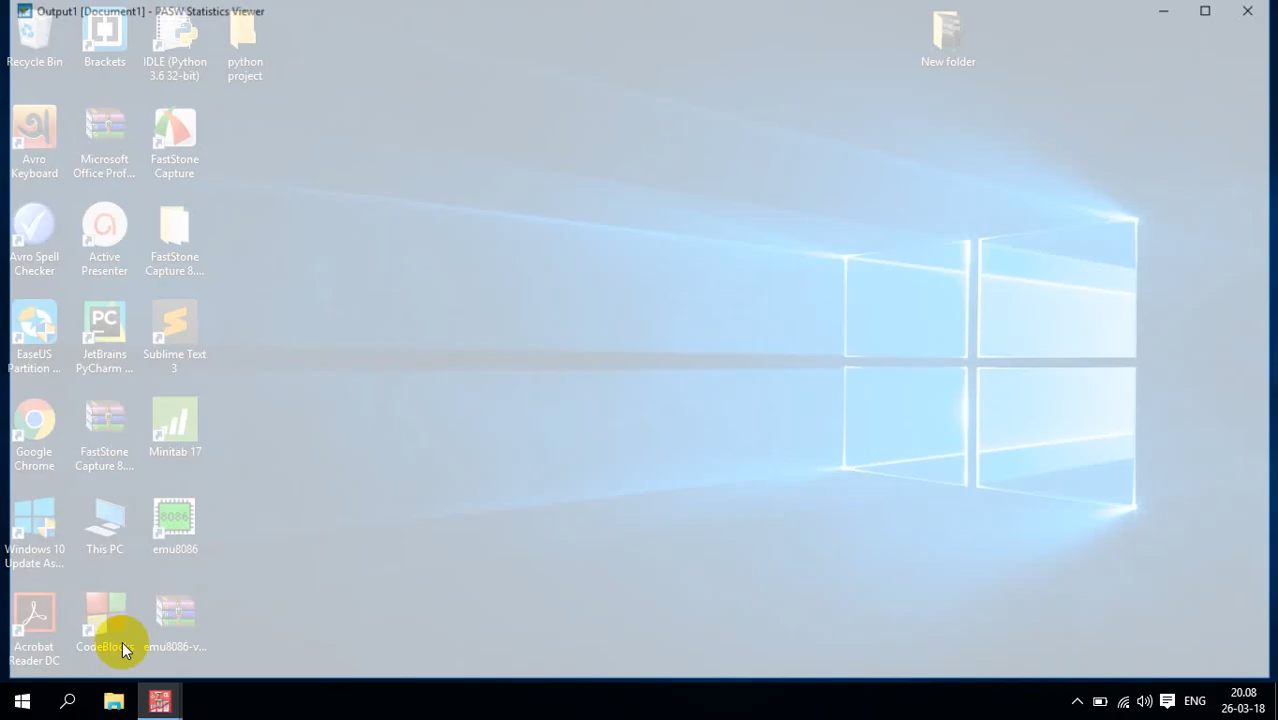 Output1 [Document1] - PASW Statistics Viewer
Recycle Bin
Brackets
IDLE (Python
3.6 32-bit)
python
project
New folder
Avro
Keyboard
Microsoft
Office Prof...
FastStone
Capture
Avro Spell
Checker
Active
Presenter
FastStone
Capture 8....
EaseUS
Partition ...
PC
JetBrains
PyCharm ...
Sublime Text
3
Google
Chrome
FastStone
Capture 8....
Minitab 17
Windows 10
Update As...
This PC
8086
emu8086
Acrobat
Reader DC
CodeBlocks
emu8086-v...
ENG
20.08
26-03-18